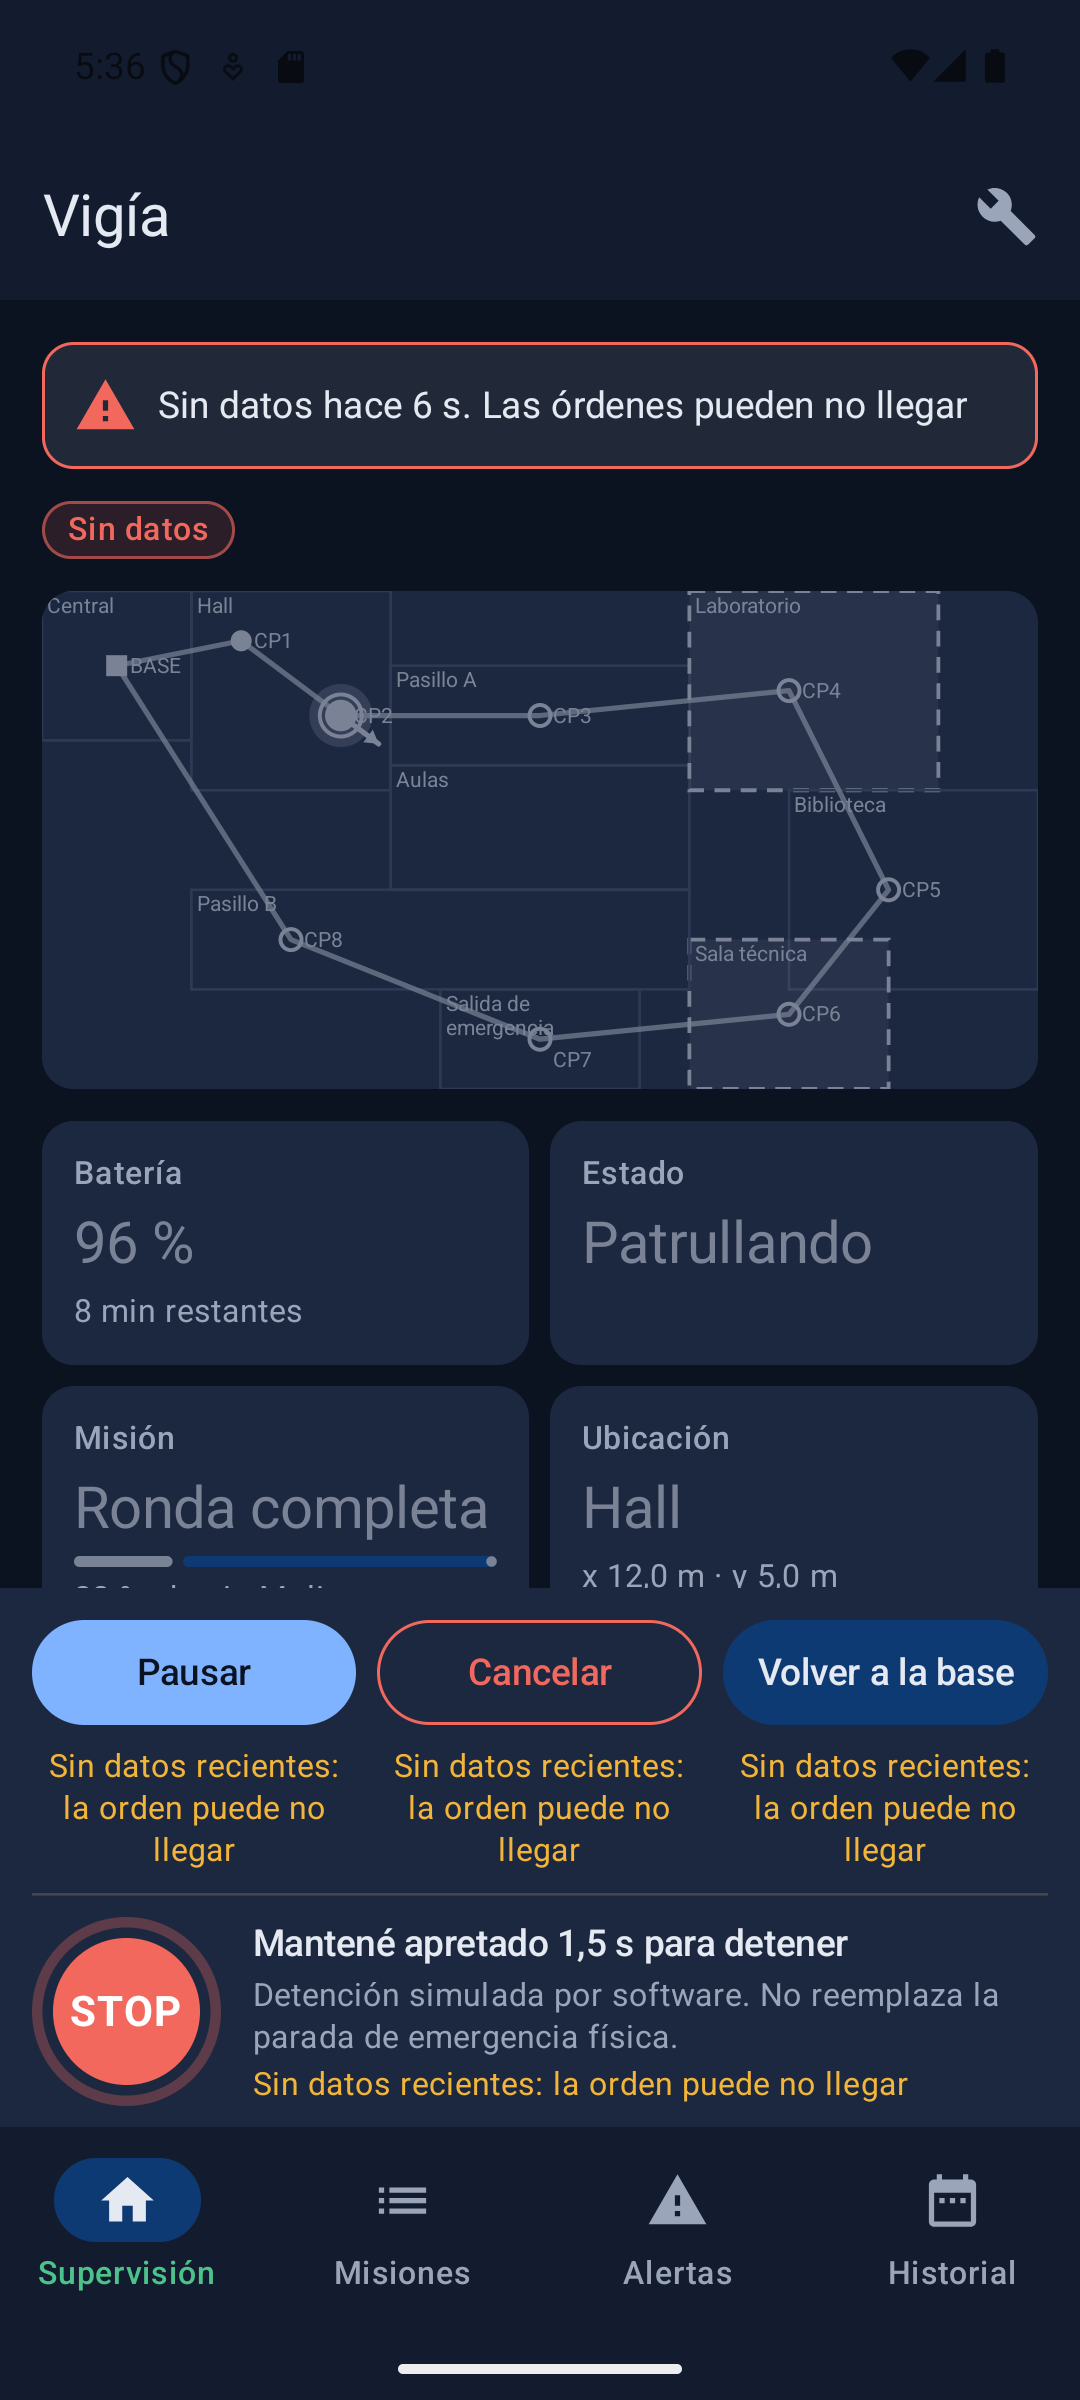 5:36
Vigía
Sin datos hace 6 s. Las órdenes pueden no llegar
Sin datos
Central
Hall
Laboratorio
BASE
CP1
Pasillo A
CP2
CP3
CP4
Aulas
Biblioteca
CP5
Pasillo B
CP8
Sala técnica
Salida de
emergencia
CP6
CP7
Batería
96 %
8 min restantes
Estado
Patrullando
Misión
Ronda completa
Ubicación
Hall
x 12,0 m · y 5,0 m
Pausar
Cancelar
Volver a la base
Sin datos recientes:
la orden puede no
llegar
Sin datos recientes:
la orden puede no
llegar
Sin datos recientes:
la orden puede no
llegar
STOP
Mantené apretado 1,5 s para detener
Detención simulada por software. No reemplaza la
parada de emergencia física.
Sin datos recientes: la orden puede no llegar
Supervisión
Misiones
Alertas
Historial